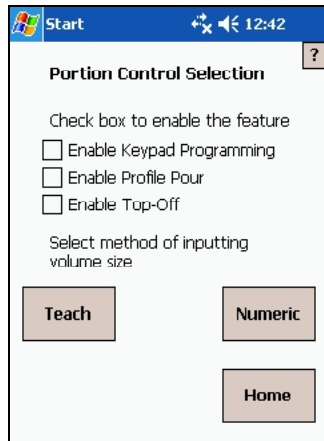 Start 12:42
?
Portion Control Selection
Check box to enable the feature
Enable Keypad Programming
Enable Profile Pour
Enable Top-Off
Select method of inputting
volume size
Teach Numeric
Home